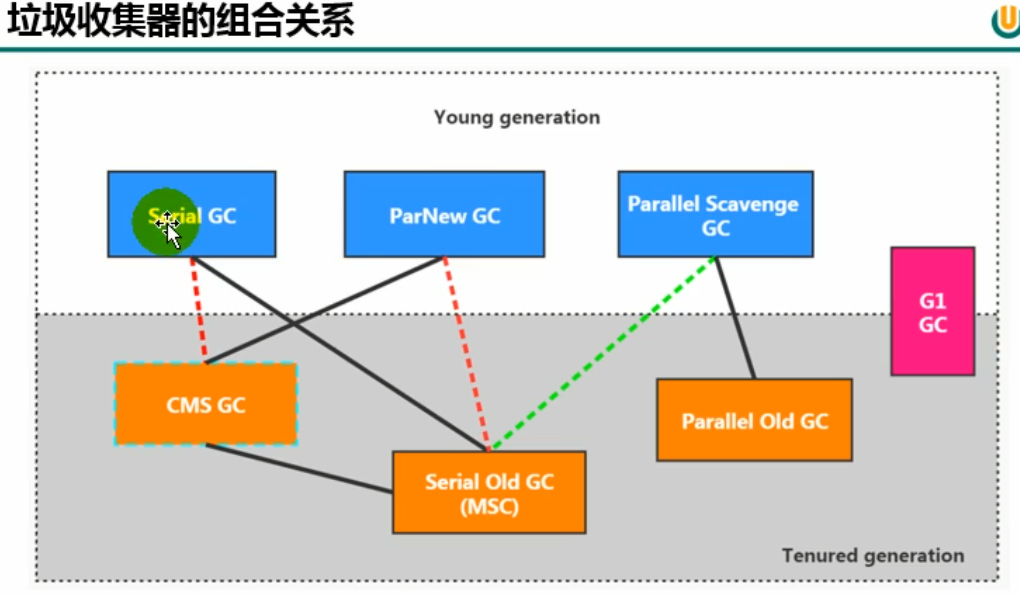 垃圾收集器的组合关系
Young generation
Serial GC
ParNew GC
Parallel Scavenge
GC
G1
GC
CMS GC
Parallel Old GC
Serial Old GC
(MSC)
Tenured generation